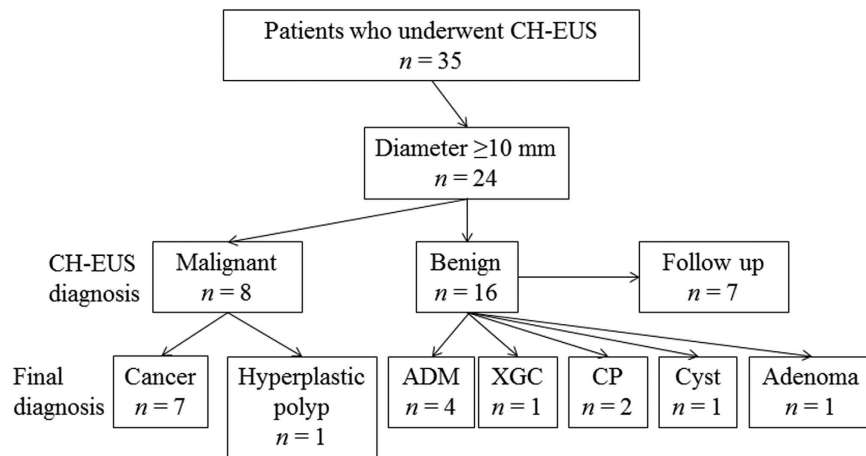 Patients who underwent CH-EUS
n = 35
Diameter ≥10 mm
n = 24
CH-EUS
diagnosis
Malignant
n = 8
Benign
n = 16
Follow up
n = 7
Final
diagnosis
Cancer
n = 7
Hyperplastic
polyp
n = 1
ADM
n = 4
XGC
n = 1
CP
n = 2
Cyst
n = 1
Adenoma
n = 1